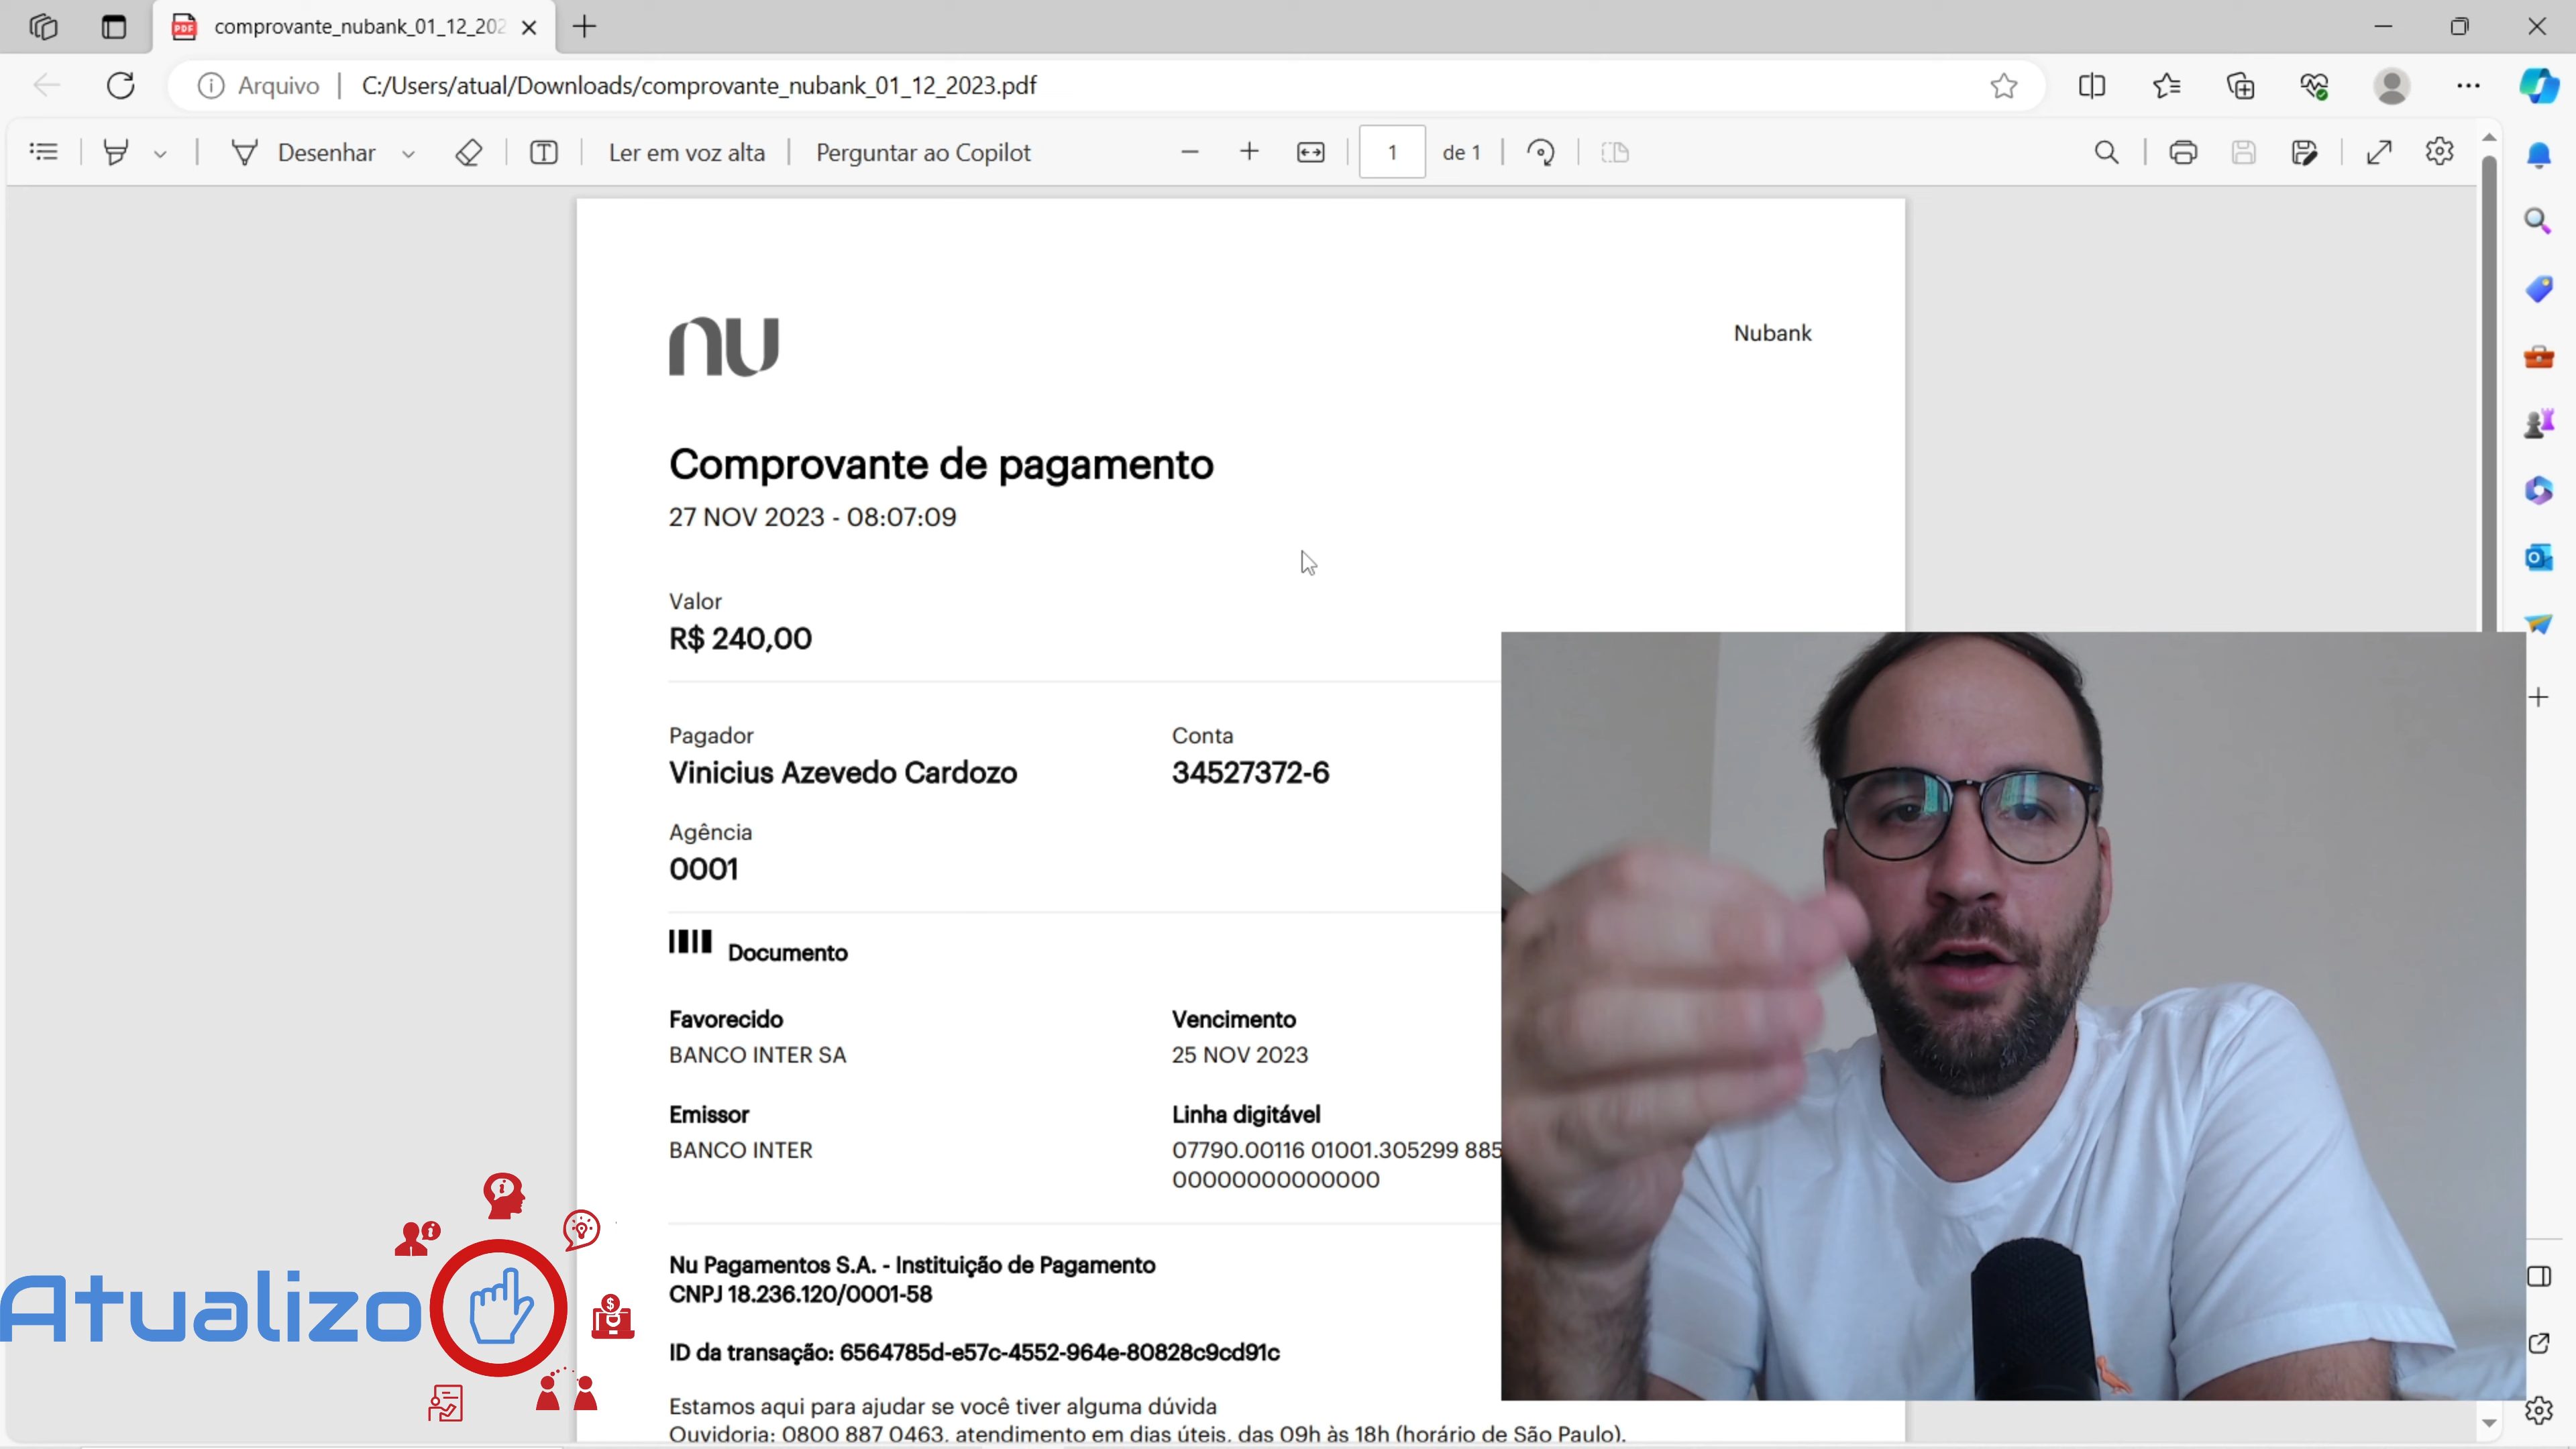 comprovante_nubank_01_12_202
Arquivo | C:/Users/atual/Downloads/comprovante_nubank_01_12_2023.pdf
Desenhar Ler em voz alta Perguntar ao Copilot 1 de 1
nu Nubank
Comprovante de pagamento
27 NOV 2023 - 08:07:09
Valor
R$ 240,00
Pagador Conta
Vinicius Azevedo Cardozo 34527372-6
Agência
0001
Documento
Favorecido Vencimento
BANCO INTER SA 25 NOV 2023
Emissor Linha digitável
BANCO INTER 07790.00116 01001.305299 885
00000000000000
Nu Pagamentos S.A. - Instituição de Pagamento
CNPJ 18.236.120/0001-58
Atualizo
ID da transação: 6564785d-e57c-4552-964e-80828c9cd91c
Estamos aqui para ajudar se você tiver alguma dúvida
Ouvidoria: 0800 887 0463, atendimento em dias úteis, das 09h às 18h (horário de São Paulo).